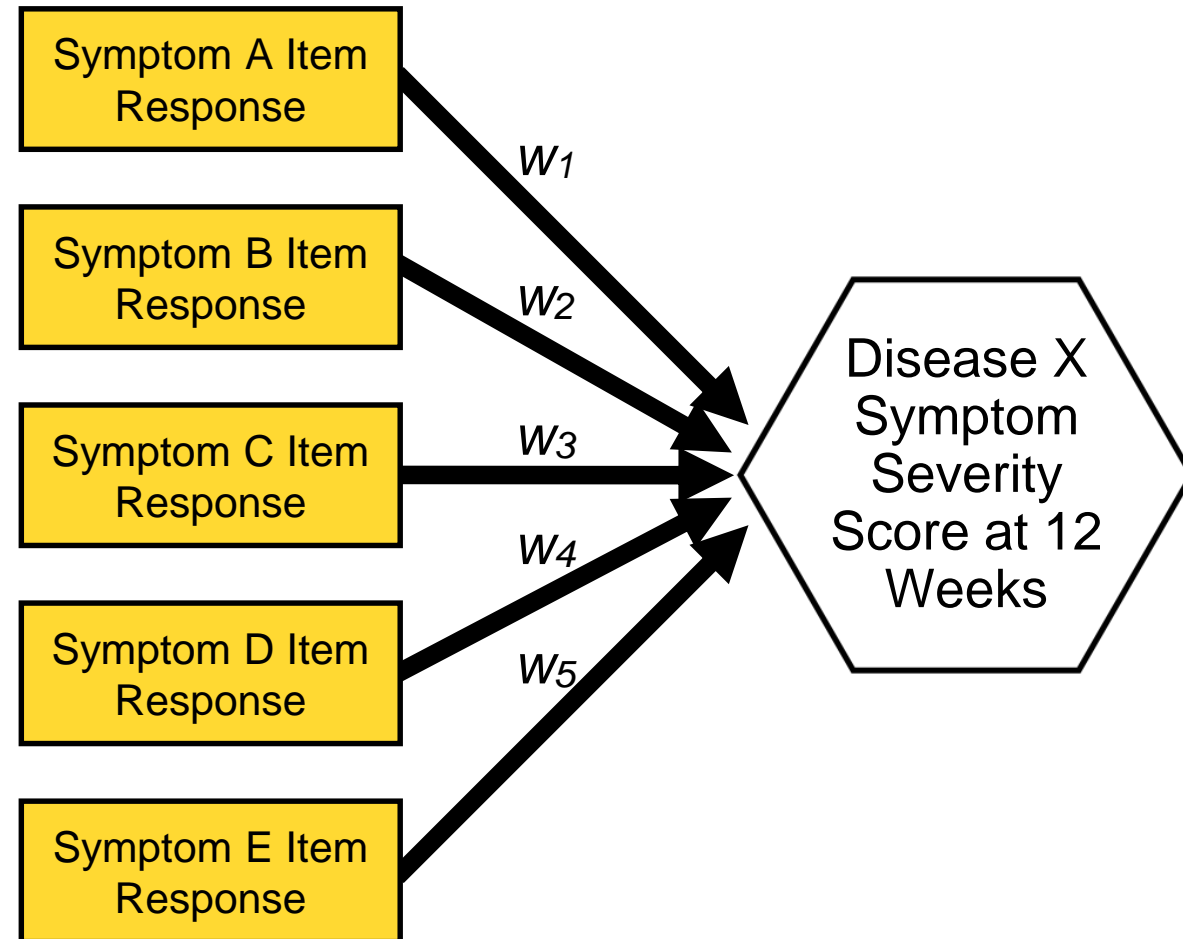 Symptom A Item
Response
w1
Symptom B Item
Response
w2
Symptom C Item
Response
w3
Symptom D Item
Response
w4
Symptom E Item
Response
w5
Disease X
Symptom
Severity
Score at 12
Weeks